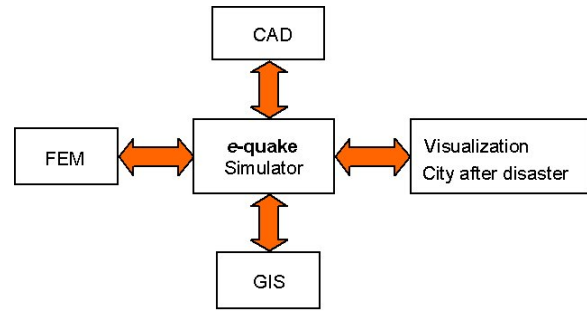 CAD
FEM
e-quake
Simulator
Visualization
City after disaster
GIS